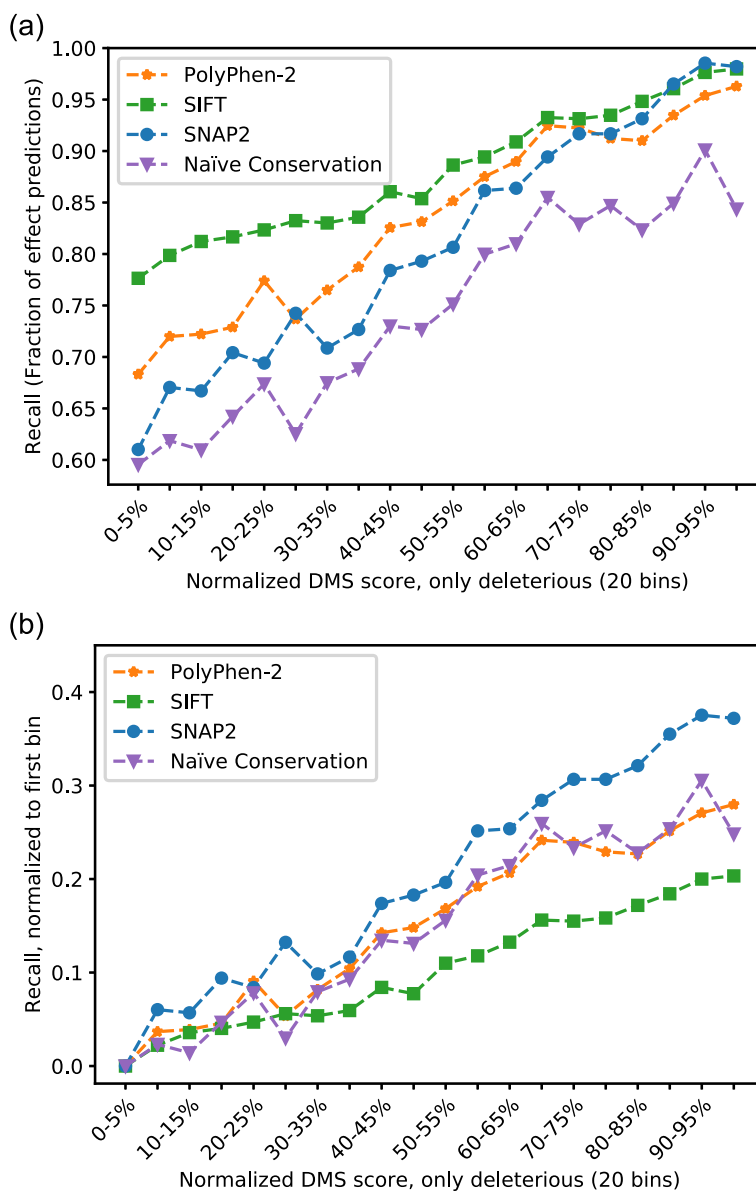 (a)
1.00
0.95
0.90
0.85
0.80
0.75
0.70
0.65
0.60
Recall (Fraction of effect predictions)
PolyPhen-2
SIFT
SNAP2
Naïve Conservation
0-5%
10-15%
20-25%
30-35%
40-45%
50-55%
60-65%
70-75%
80-85%
90-95%
Normalized DMS score, only deleterious (20 bins)
(b)
0.4
0.3
0.2
0.1
0.0
Recall, normalized to first bin
PolyPhen-2
SIFT
SNAP2
Naïve Conservation
0-5%
10-15%
20-25%
30-35%
40-45%
50-55%
60-65%
70-75%
80-85%
90-95%
Normalized DMS score, only deleterious (20 bins)